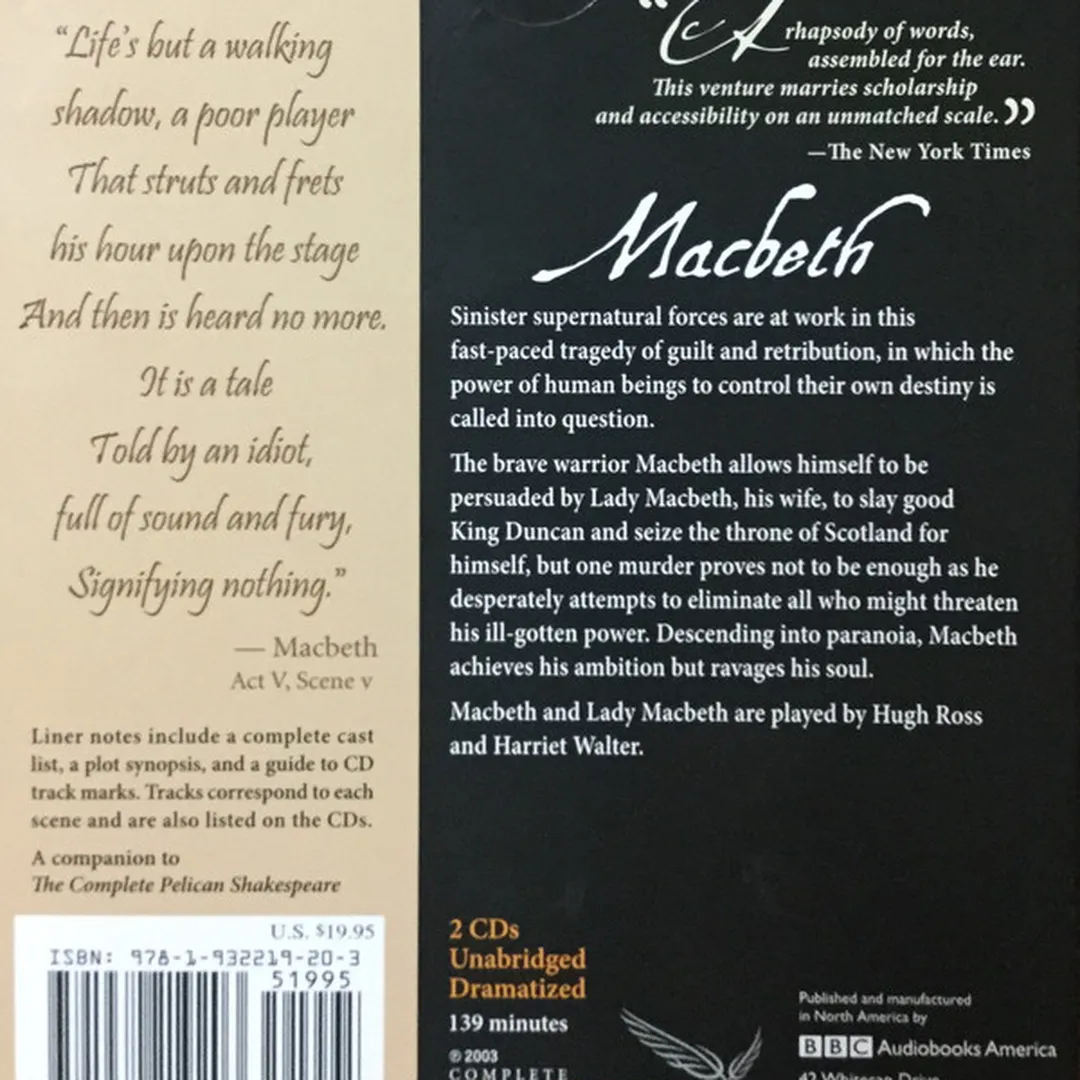 “Life’s but a walking
shadow, a poor player
That struts and frets
his hour upon the stage
And then is heard no more.
It is a tale
Told by an idiot,
full of sound and fury,
Signifying nothing.”
— Macbeth
Act V, Scene v
Liner notes include a complete cast
list, a plot synopsis, and a guide to CD
track marks. Tracks correspond to each
scene and are also listed on the CDs.
A companion to
The Complete Pelican Shakespeare
U.S. $19.95
ISBN: 978-1-932219-20-3
51995
“A rhapsody of words,
assembled for the ear.
This venture marries scholarship
and accessibility on an unmatched scale.”
—The New York Times
Macbeth
Sinister supernatural forces are at work in this
fast-paced tragedy of guilt and retribution, in which the
power of human beings to control their own destiny is
called into question.
The brave warrior Macbeth allows himself to be
persuaded by Lady Macbeth, his wife, to slay good
King Duncan and seize the throne of Scotland for
himself, but one murder proves not to be enough as he
desperately attempts to eliminate all who might threaten
his ill-gotten power. Descending into paranoia, Macbeth
achieves his ambition but ravages his soul.
Macbeth and Lady Macbeth are played by Hugh Ross
and Harriet Walter.
2 CDs
Unabridged
Dramatized
139 minutes
℗ 2003
COMPLETE
Published and manufactured
in North America by
BBC Audiobooks America
42 Whitecap Drive